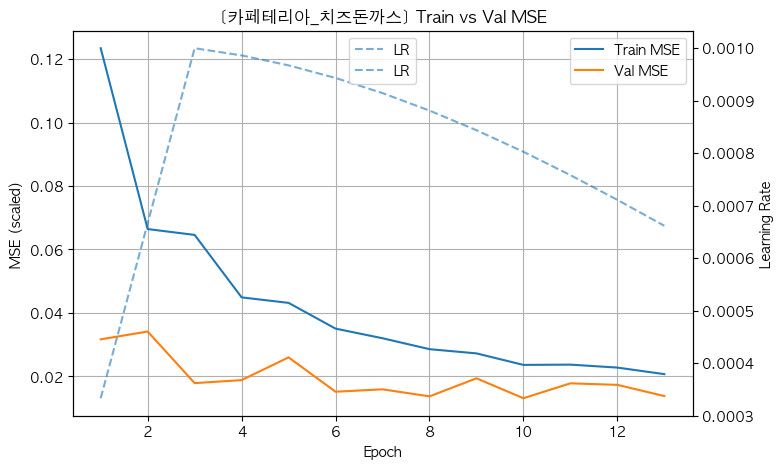 [카페테리아_치즈돈까스] Train vs Val MSE
LR
LR
Train MSE
Val MSE
0.12
0.10
0.08
0.06
0.04
0.02
MSE (scaled)
0.0010
0.0009
0.0008
0.0007
0.0006
0.0005
0.0004
0.0003
Learning Rate
2 4 6 8 10 12
Epoch